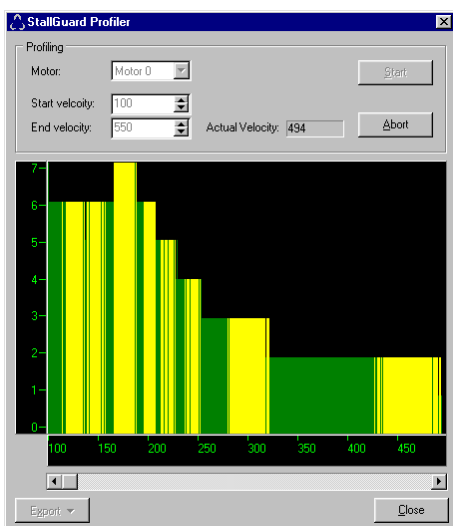 StallGuard Profiler
Profiling
Motor: Motor 0 Start
Start velcoity: 100
End velocity: 550 Actual Velocity: 494 Abort
7
6
5
4
3
2
1
0
100 150 200 250 300 350 400 450
Export Close